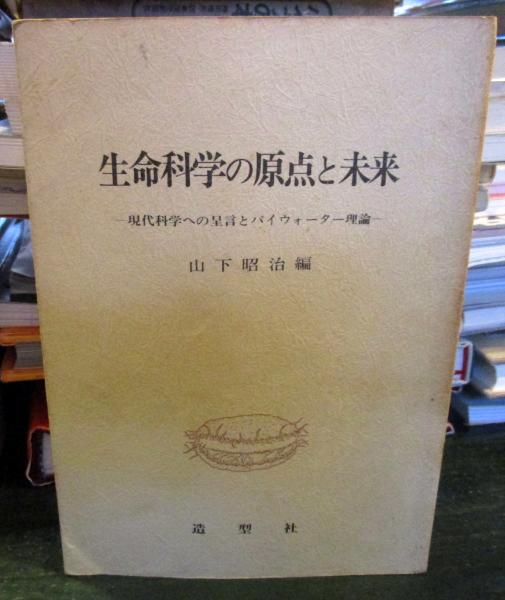 生命科学の原点と未来
―現代科学への呈言とパイウォーター理論―
山下昭治編
造型社